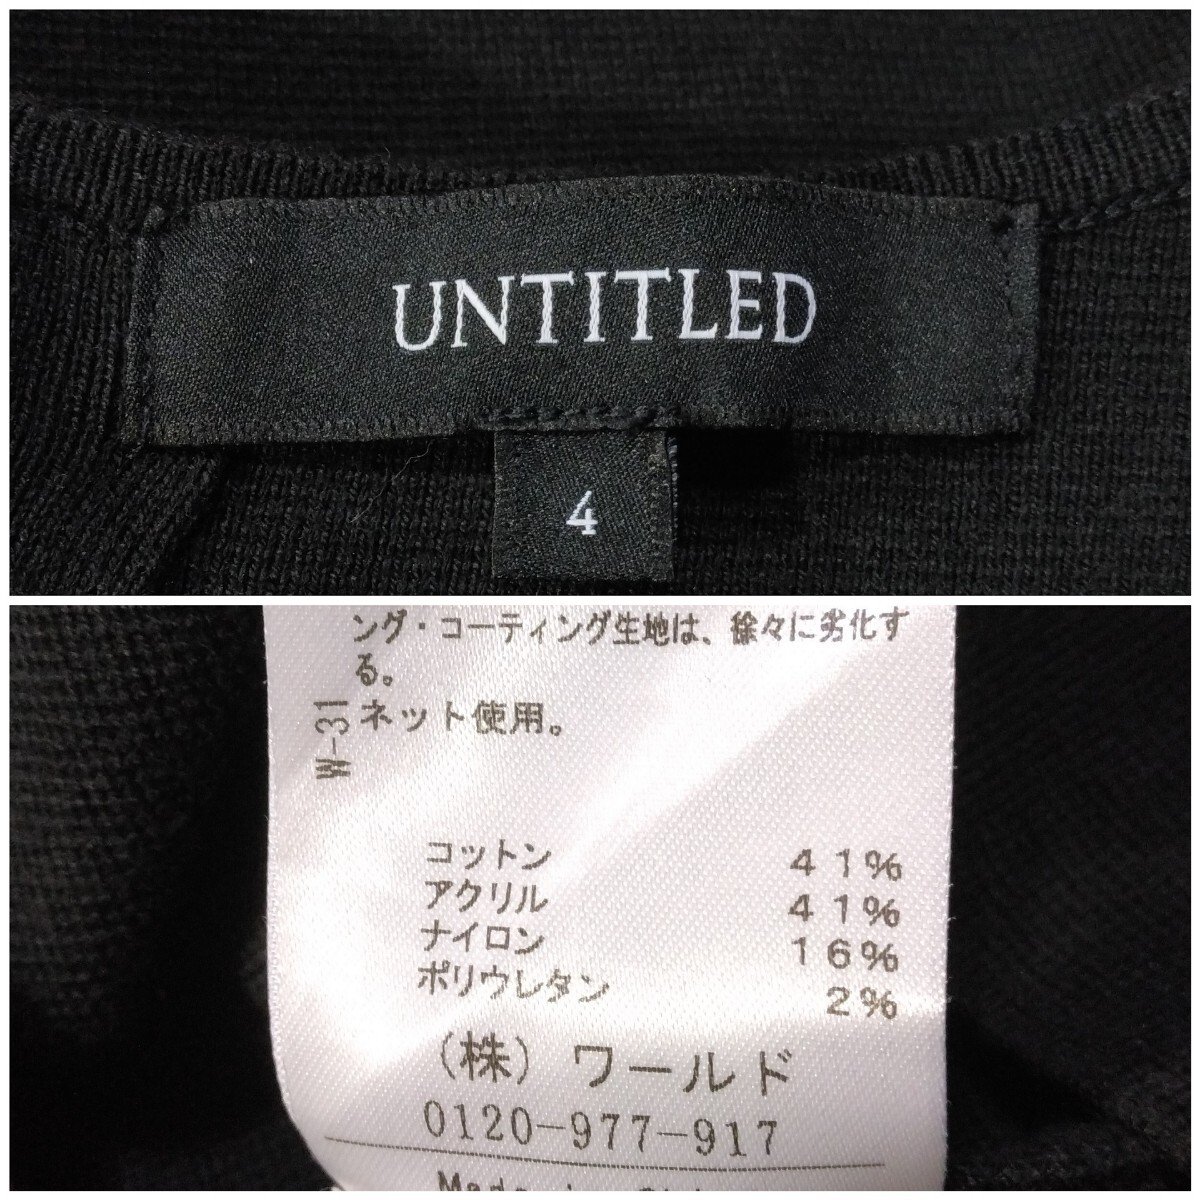 UNTITLED
4
ング・コーティング生地は、徐々に劣化す
る。
ネット使用。
W-31
コットン 41%
アクリル 41%
ナイロン 16%
ポリウレタン 2%
(株) ワールド
0120-977-917
Made in